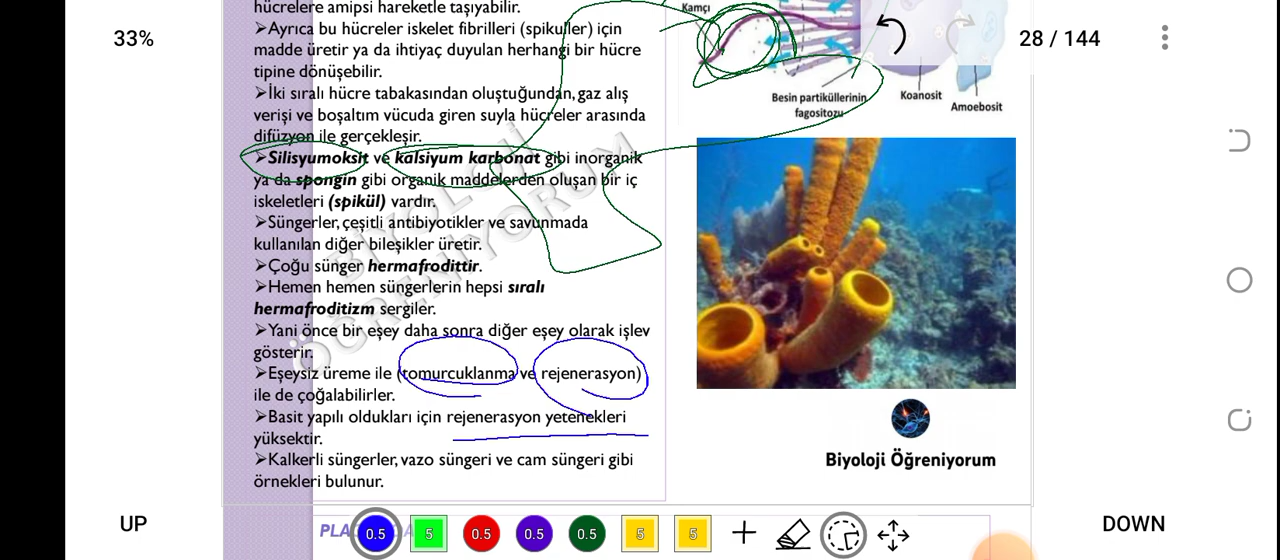 33%
28 / 144
hücrelere amipsi hareketle taşıyabilir.
➤Ayrıca bu hücreler iskelet fibrilleri (spiküller) için
madde üretir ya da ihtiyaç duyulan herhangi bir hücre
tipine dönüşebilir.
➤İki sıralı hücre tabakasından oluştuğundan, gaz alış
verişi ve boşaltım vücuda giren suyla hücreler arasında
difüzyon ile gerçekleşir.
➤Silisyumoksit ve kalsiyum karbonat gibi inorganik
ya da spongin gibi organik maddelerden oluşan bir iç
iskeletleri (spikül) vardır.
➤Süngerler, çeşitli antibiyotikler ve savunmada
kullanılan diğer bileşikler üretir.
➤Çoğu sünger hermafrodittir.
➤Hemen hemen süngerlerin hepsi sıralı
hermafroditizm sergiler.
➤Yani önce bir eşey daha sonra diğer eşey olarak işlev
gösterir.
➤Eşeysiz üreme ile (tomurcuklanma ve rejenerasyon)
ile de çoğalabilirler.
➤Basit yapılı oldukları için rejenerasyon yetenekleri
yüksektir.
➤Kalkerli süngerler, vazo süngeri ve cam süngeri gibi
örnekleri bulunur.
BİYOLOJİ
ÖĞRENİYORUM
Kamçı
Besin partiküllerinin
fagositozu
Koanosit
Amoebosit
Biyoloji Öğreniyorum
UP
PLA
0.5
5
0.5
0.5
0.5
5
5
DOWN